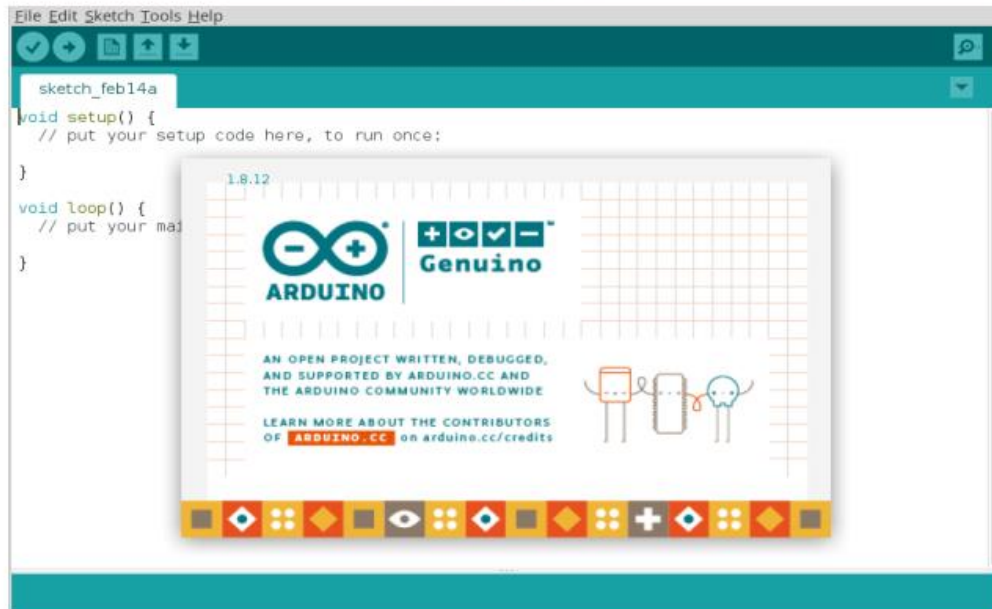 File Edit Sketch Tools Help
sketch_feb14a
void setup() {
// put your setup code here, to run once:
}
void loop() {
// put your mai
}
1.8.12
ARDUINO
Genuino
AN OPEN PROJECT WRITTEN, DEBUGGED,
AND SUPPORTED BY ARDUINO.CC AND
THE ARDUINO COMMUNITY WORLDWIDE
LEARN MORE ABOUT THE CONTRIBUTORS
OF ARDUINO.CC on arduino.cc/credits